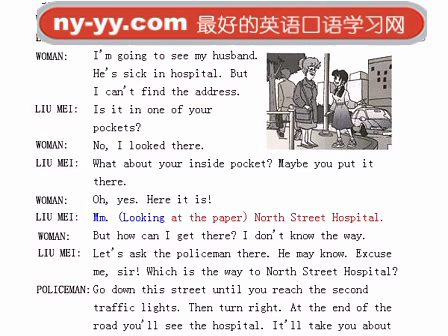 ny-yy.com 最好的英语口语学习网
WOMAN: I'm going to see my husband.
He's sick in hospital. But
I can't find the address.
LIU MEI: Is it in one of your
pockets?
WOMAN: No, I looked there.
LIU MEI: What about your inside pocket? Maybe you put it
there.
WOMAN: Oh, yes. Here it is!
LIU MEI: Mm. (Looking at the paper) North Street Hospital.
WOMAN: But how can I get there? I don't know the way.
LIU MEI: Let's ask the policeman there. He may know. Excuse
me, sir! Which is the way to North Street Hospital?
POLICEMAN: Go down this street until you reach the second
traffic lights. Then turn right. At the end of the
road you'll see the hospital. It'll take you about